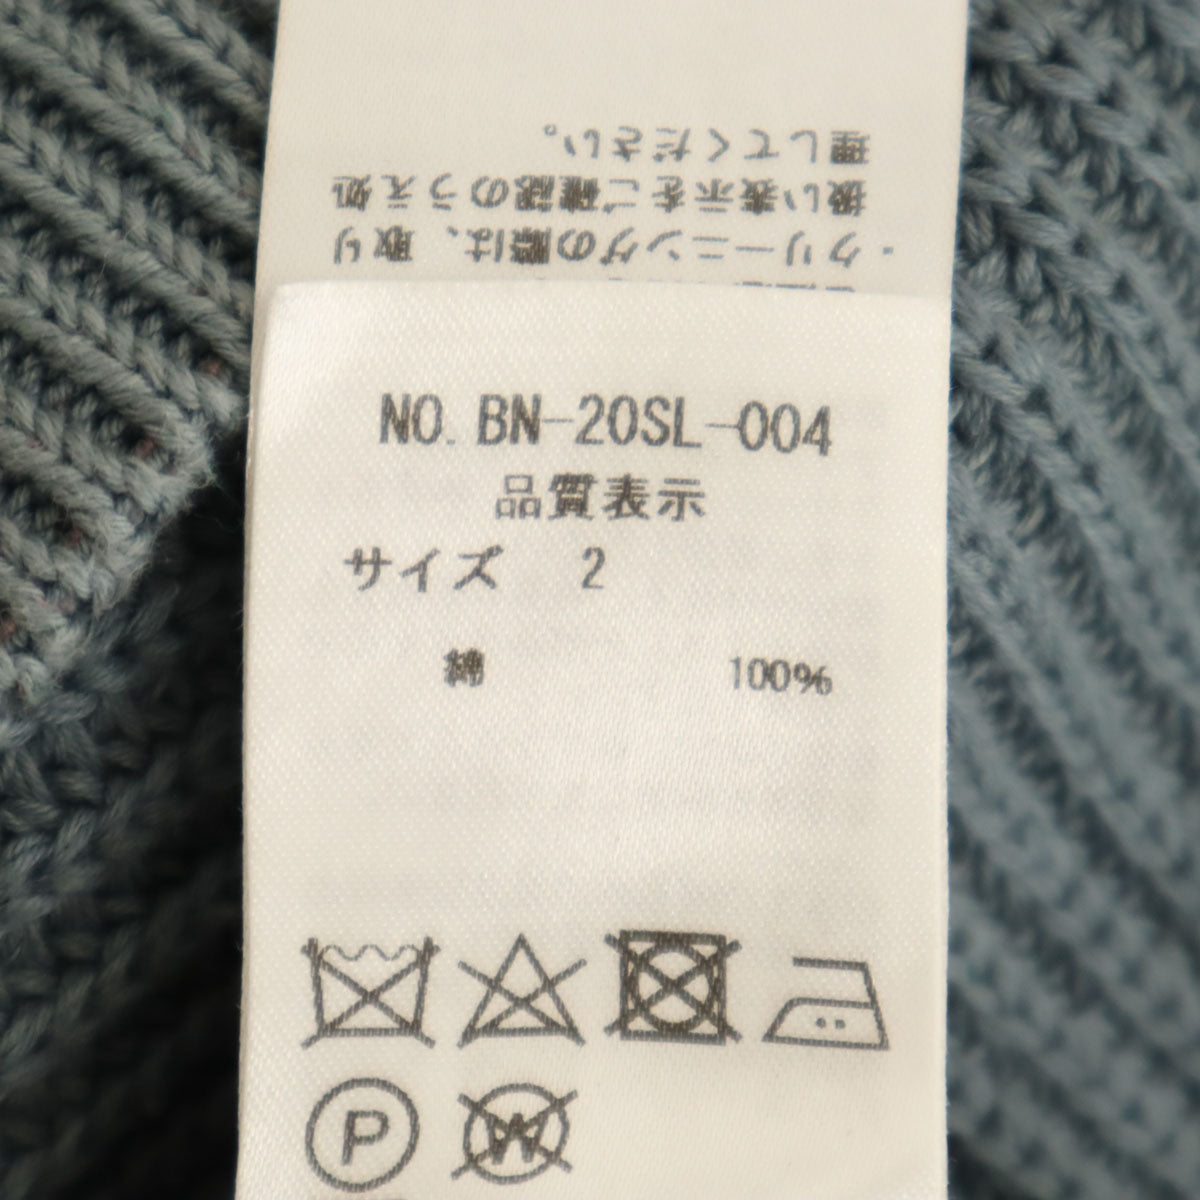 NO. BN-20SL-004
品質表示
サイズ 2
綿 100%
P
W
・クリーニングの際は、取り
扱い表示をご確認のうえ処
理してください。